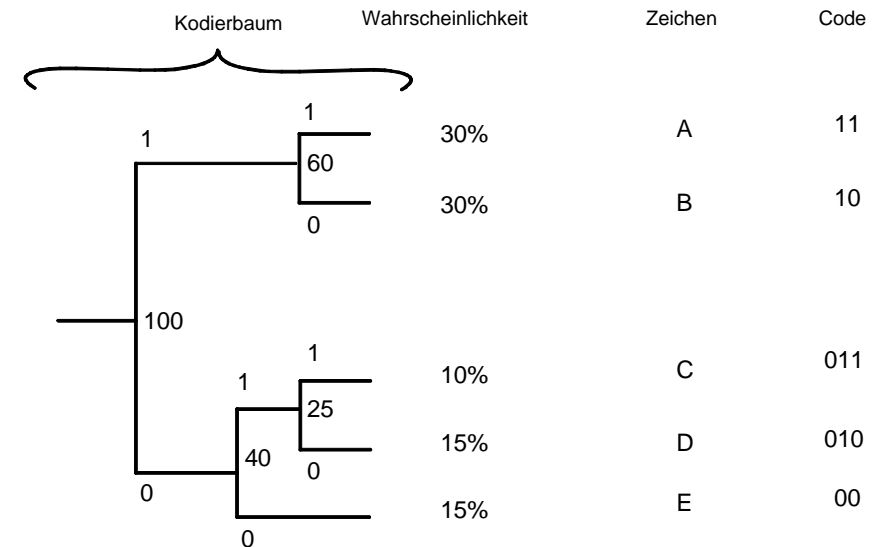 Kodierbaum Wahrscheinlichkeit Zeichen Code
1 1 30% A 11
60
30% B 10
0
100
1 1 10% C 011
25
15% D 010
40 0
0 15% E 00
0